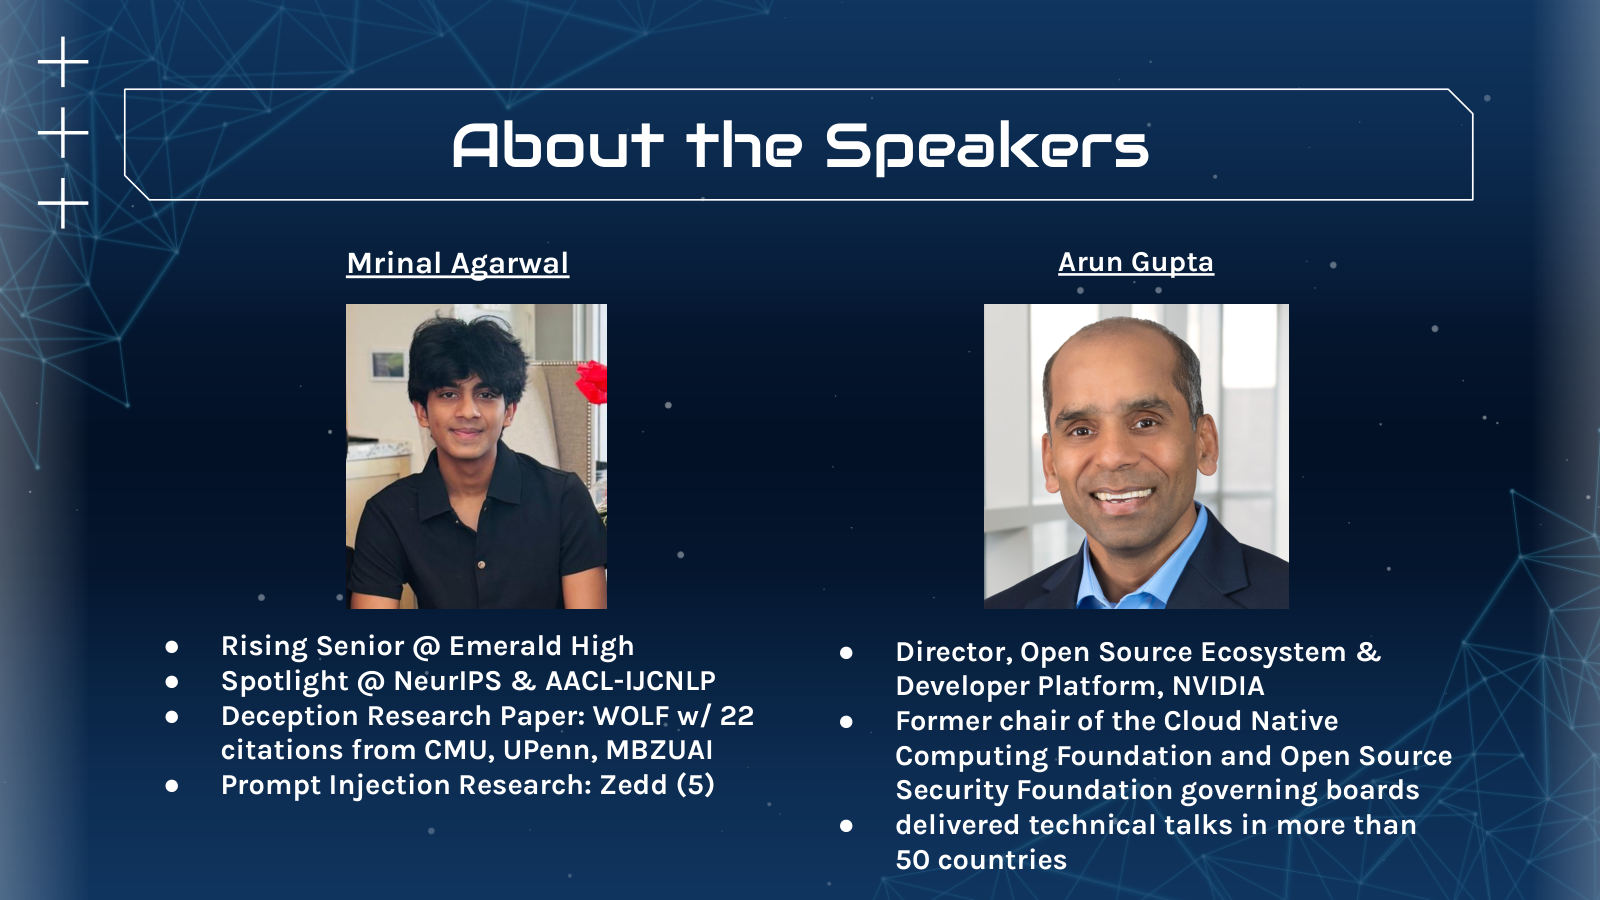 About the Speakers
Mrinal Agarwal
● Rising Senior @ Emerald High
● Spotlight @ NeurIPS & AACL-IJCNLP
● Deception Research Paper: WOLF w/ 22
citations from CMU, UPenn, MBZUAI
● Prompt Injection Research: Zedd (5)
Arun Gupta
● Director, Open Source Ecosystem &
Developer Platform, NVIDIA
● Former chair of the Cloud Native
Computing Foundation and Open Source
Security Foundation governing boards
● delivered technical talks in more than
50 countries